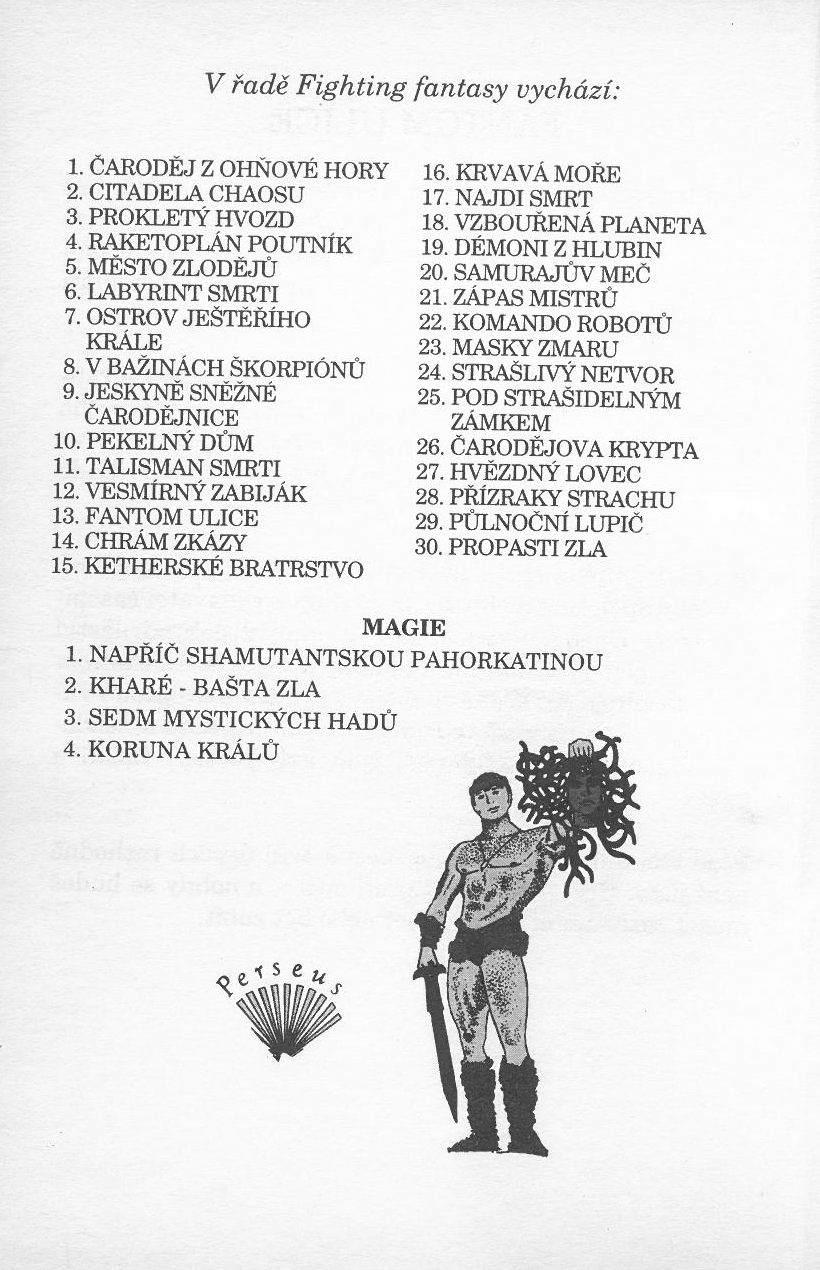 V řadě Fighting fantasy vychází:
1. ČARODĚJ Z OHŇOVÉ HORY
2. CITADELA CHAOSU
3. PROKLETÝ HVOZD
4. RAKETOPLÁN POUTNÍK
5. MĚSTO ZLODĚJŮ
6. LABYRINT SMRTI
7. OSTROV JEŠTĚŘÍHO
KRÁLE
8. V BAŽINÁCH ŠKORPIÓNŮ
9. JESKYNĚ SNĚŽNÉ
ČARODĚJNICE
10. PEKELNÝ DŮM
11. TALISMAN SMRTI
12. VESMÍRNÝ ZABIJÁK
13. FANTOM ULICE
14. CHRÁM ZKÁZY
15. KETHERSKÉ BRATRSTVO
16. KRVAVÁ MOŘE
17. NAJDI SMRT
18. VZBOUŘENÁ PLANETA
19. DÉMONI Z HLUBIN
20. SAMURAJŮV MEČ
21. ZÁPAS MISTRŮ
22. KOMANDO ROBOTŮ
23. MASKY ZMARU
24. STRAŠLIVÝ NETVOR
25. POD STRAŠIDELNÝM
ZÁMKEM
26. ČARODĚJOVA KRYPTA
27. HVĚZDNÝ LOVEC
28. PŘÍZRAKY STRACHU
29. PŮLNOČNÍ LUPIČ
30. PROPASTI ZLA
MAGIE
1. NAPŘÍČ SHAMUTANTSKOU PAHORKATINOU
2. KHARÉ - BAŠTA ZLA
3. SEDM MYSTICKÝCH HADŮ
4. KORUNA KRÁLŮ
Perseus